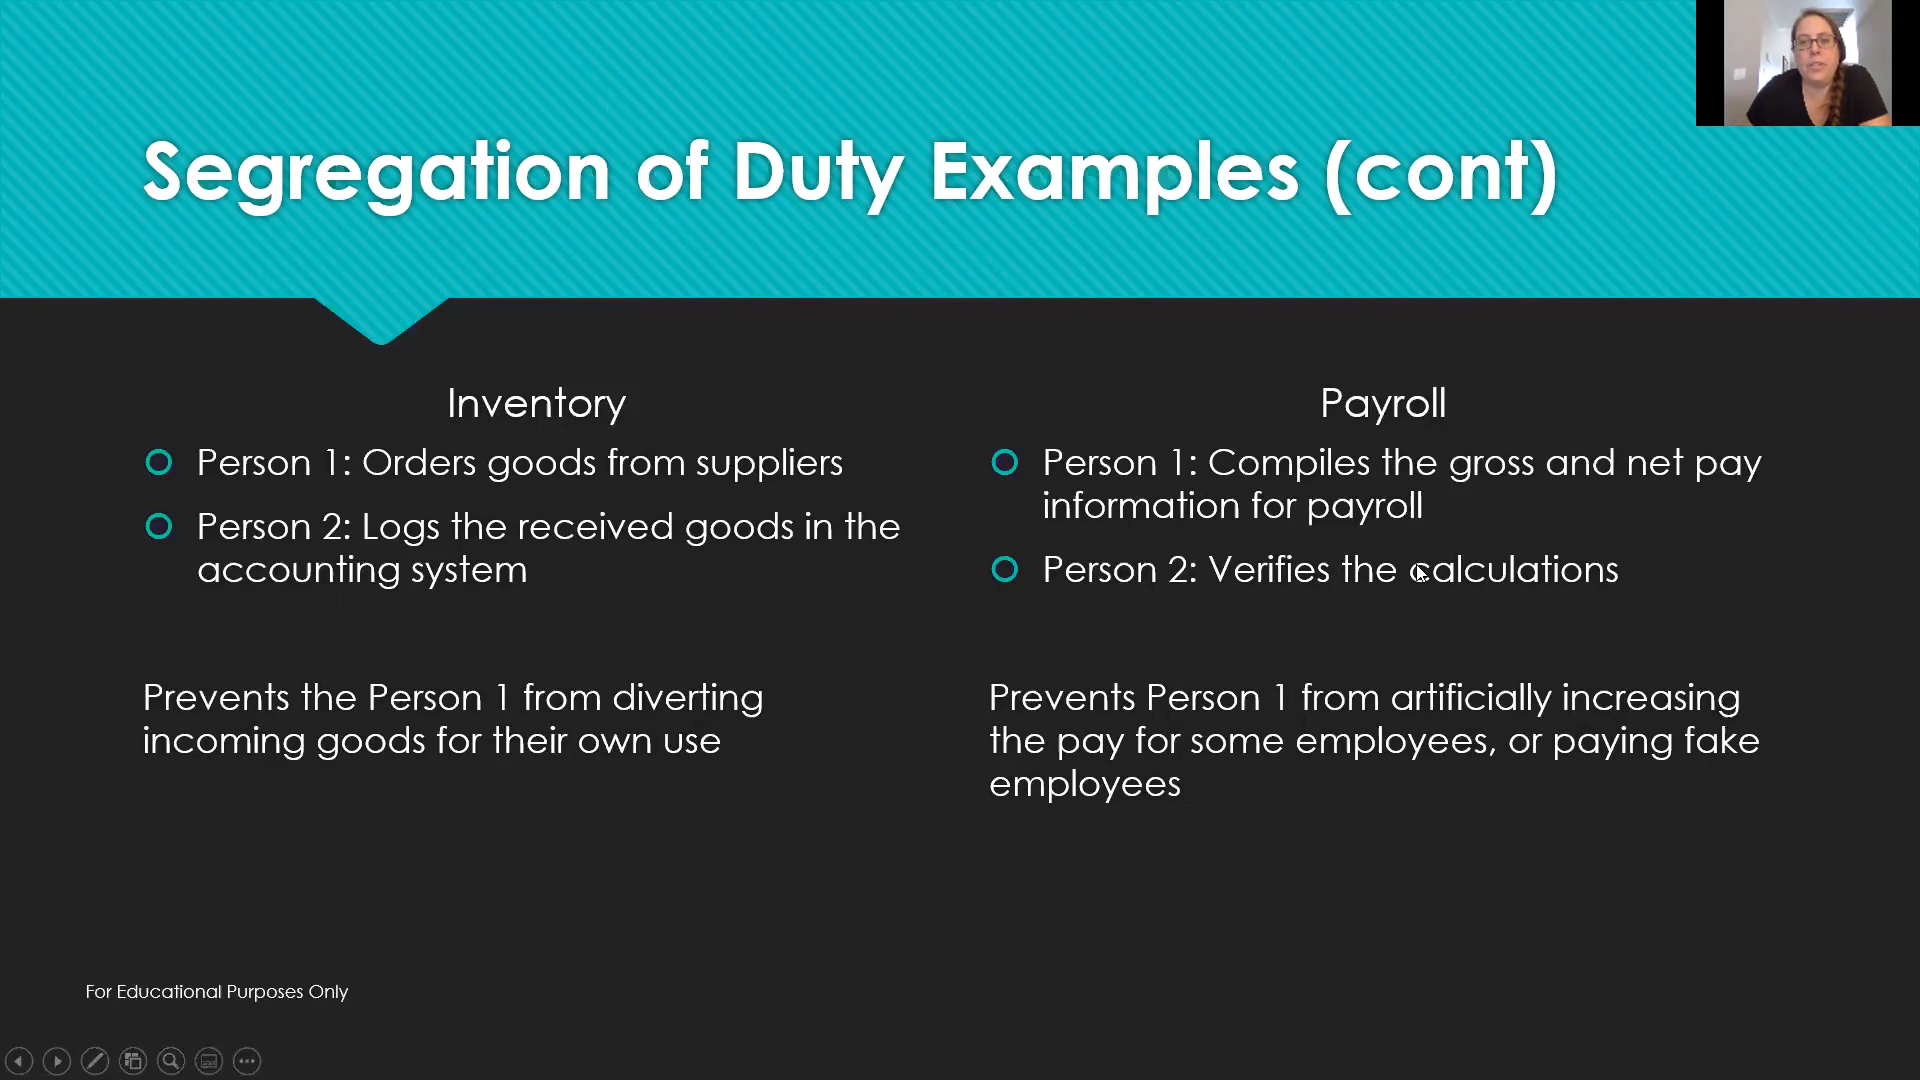 Segregation of Duty Examples (cont)
Inventory
Person 1: Orders goods from suppliers
Person 2: Logs the received goods in the
accounting system
Prevents the Person 1 from diverting
incoming goods for their own use
Payroll
Person 1: Compiles the gross and net pay
information for payroll
Person 2: Verifies the calculations
Prevents Person 1 from artificially increasing
the pay for some employees, or paying fake
employees
For Educational Purposes Only